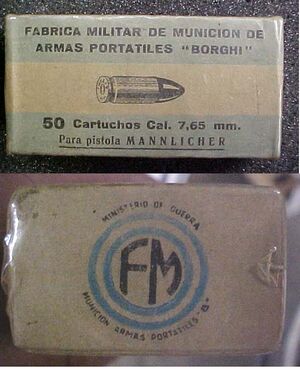 FABRICA MILITAR DE MUNICION DE
ARMAS PORTATILES "BORGHI"
50 Cartuchos Cal. 7,65 mm.
Para pistola MANNLICHER
MINISTERIO DE GUERRA
FM
MUNICION ARMAS PORTATILES "B"